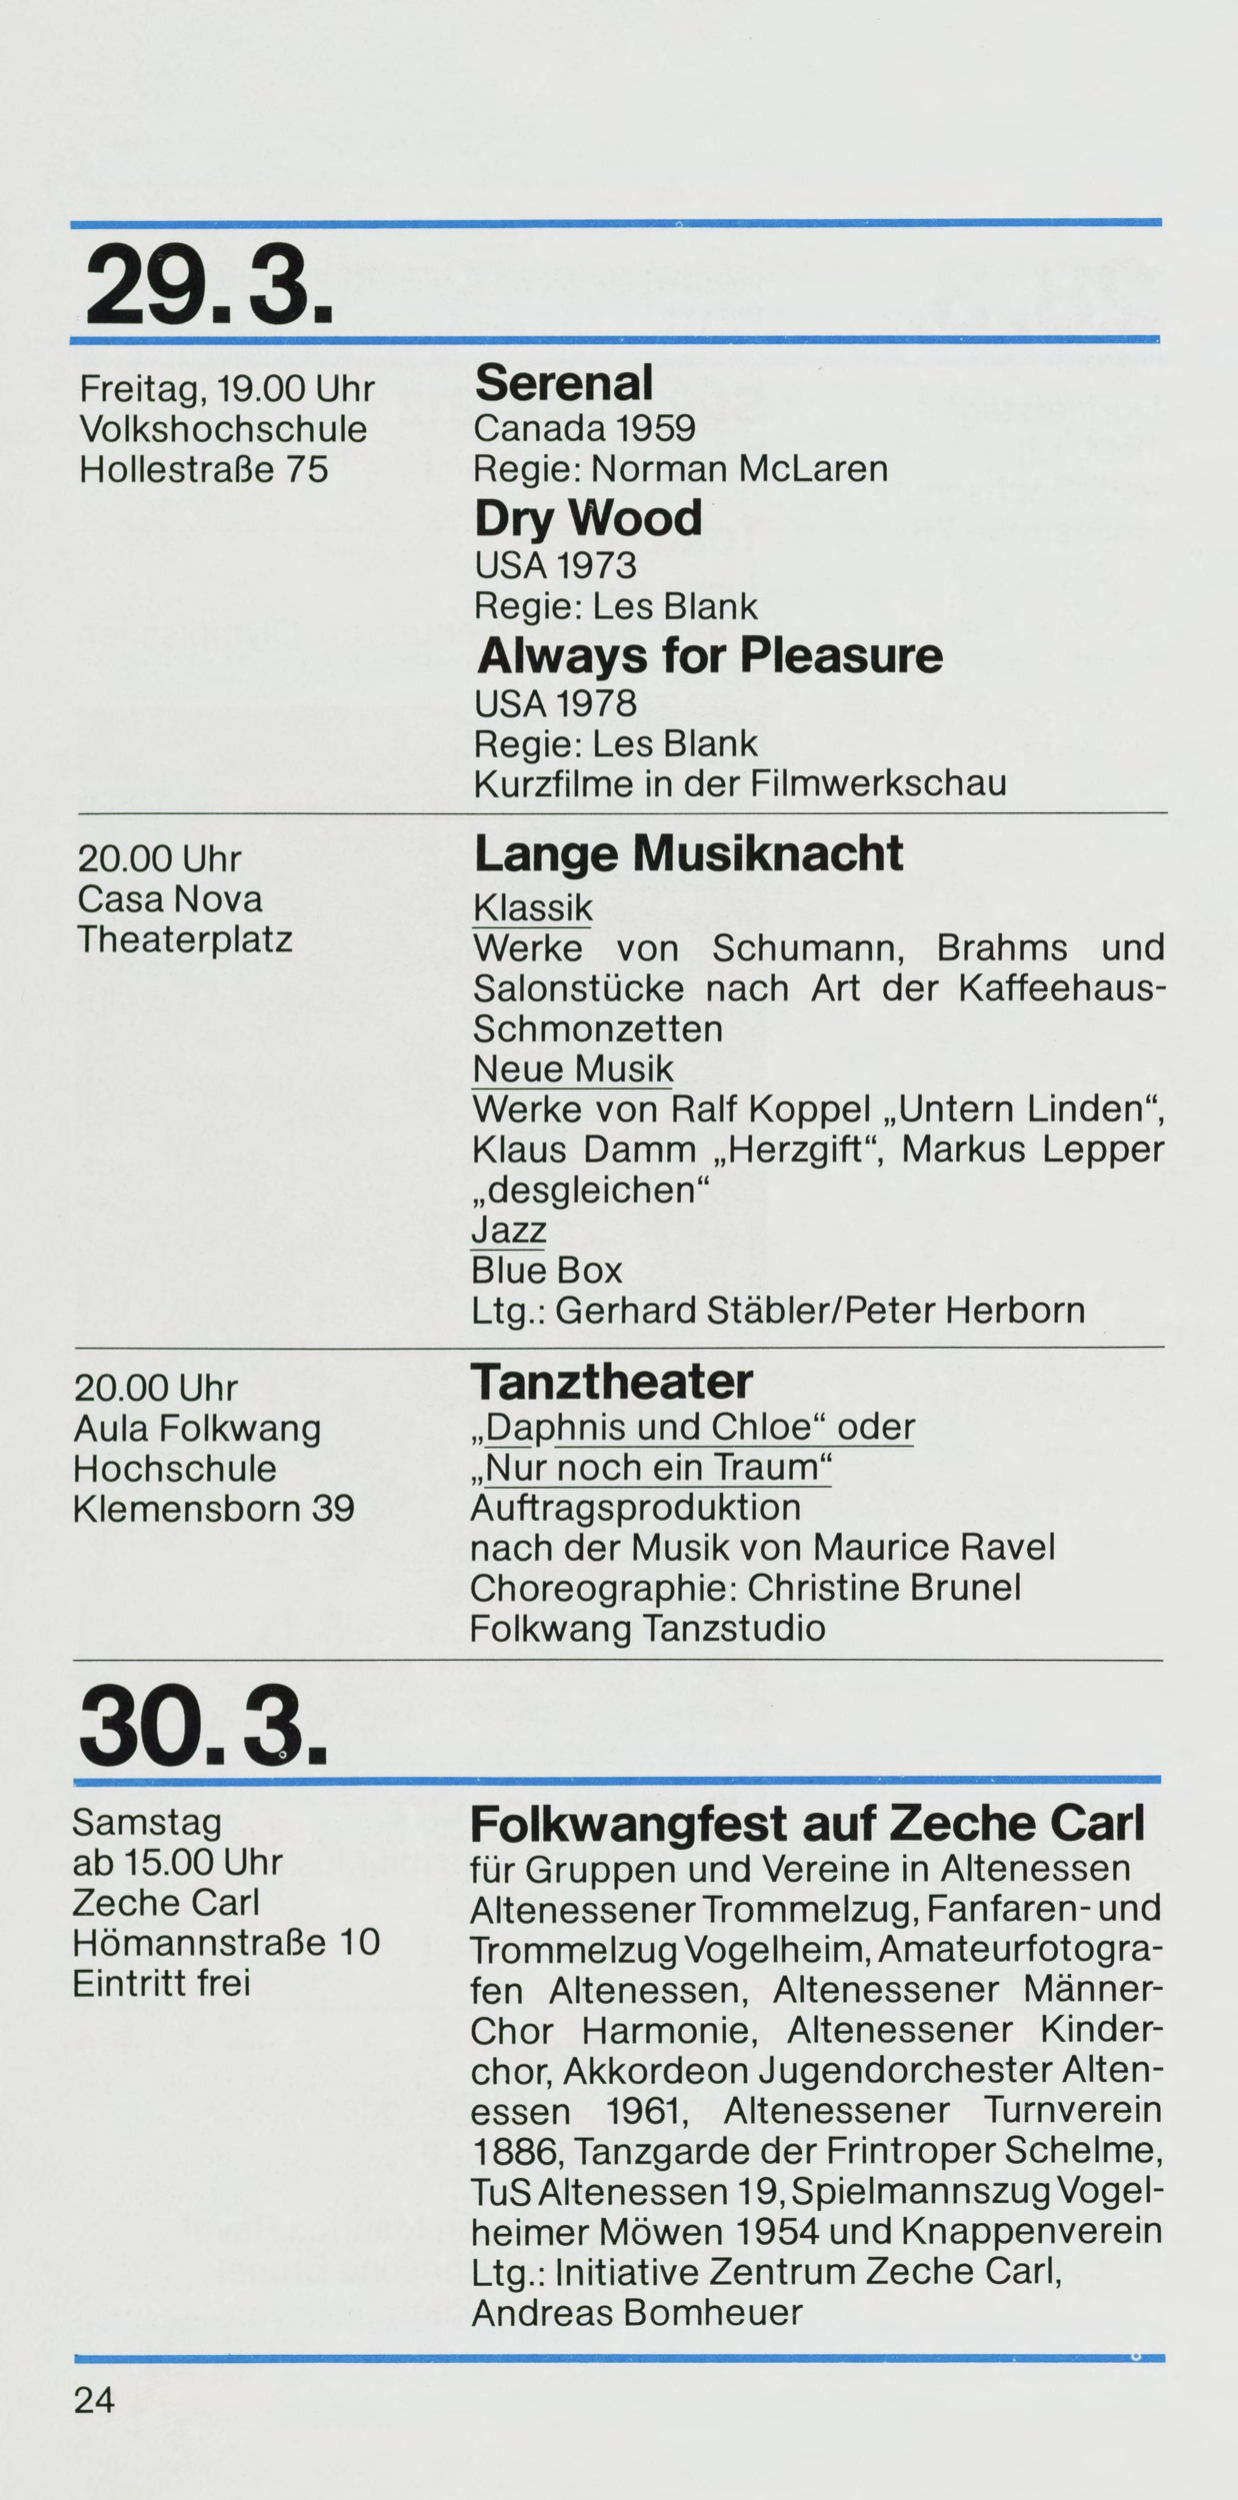 29. 3.
Freitag, 19.00 Uhr
Volkshochschule
Hollestraße 75
Serenal
Canada 1959
Regie: Norman McLaren
Dry Wood
USA 1973
Regie: Les Blank
Always for Pleasure
USA 1978
Regie: Les Blank
Kurzfilme in der Filmwerkschau
20.00 Uhr
Casa Nova
Theaterplatz
Lange Musiknacht
Klassik
Werke von Schumann, Brahms und
Salonstücke nach Art der Kaffeehaus-
Schmonzetten
Neue Musik
Werke von Ralf Koppel „Untern Linden“,
Klaus Damm „Herzgift“, Markus Lepper
„desgleichen“
Jazz
Blue Box
Ltg.: Gerhard Stäbler/Peter Herborn
20.00 Uhr
Aula Folkwang
Hochschule
Klemensborn 39
Tanztheater
„Daphnis und Chloe“ oder
„Nur noch ein Traum“
Auftragsproduktion
nach der Musik von Maurice Ravel
Choreographie: Christine Brunel
Folkwang Tanzstudio
30. 3.
Samstag
ab 15.00 Uhr
Zeche Carl
Hömannstraße 10
Eintritt frei
Folkwangfest auf Zeche Carl
für Gruppen und Vereine in Altenessen
Altenessener Trommelzug, Fanfaren- und
Trommelzug Vogelheim, Amateurfotogra-
fen Altenessen, Altenessener Männer-
Chor Harmonie, Altenessener Kinder-
chor, Akkordeon Jugendorchester Alten-
essen 1961, Altenessener Turnverein
1886, Tanzgarde der Frintroper Schelme,
TuS Altenessen 19, Spielmannszug Vogel-
heimer Möwen 1954 und Knappenverein
Ltg.: Initiative Zentrum Zeche Carl,
Andreas Bomheuer
24